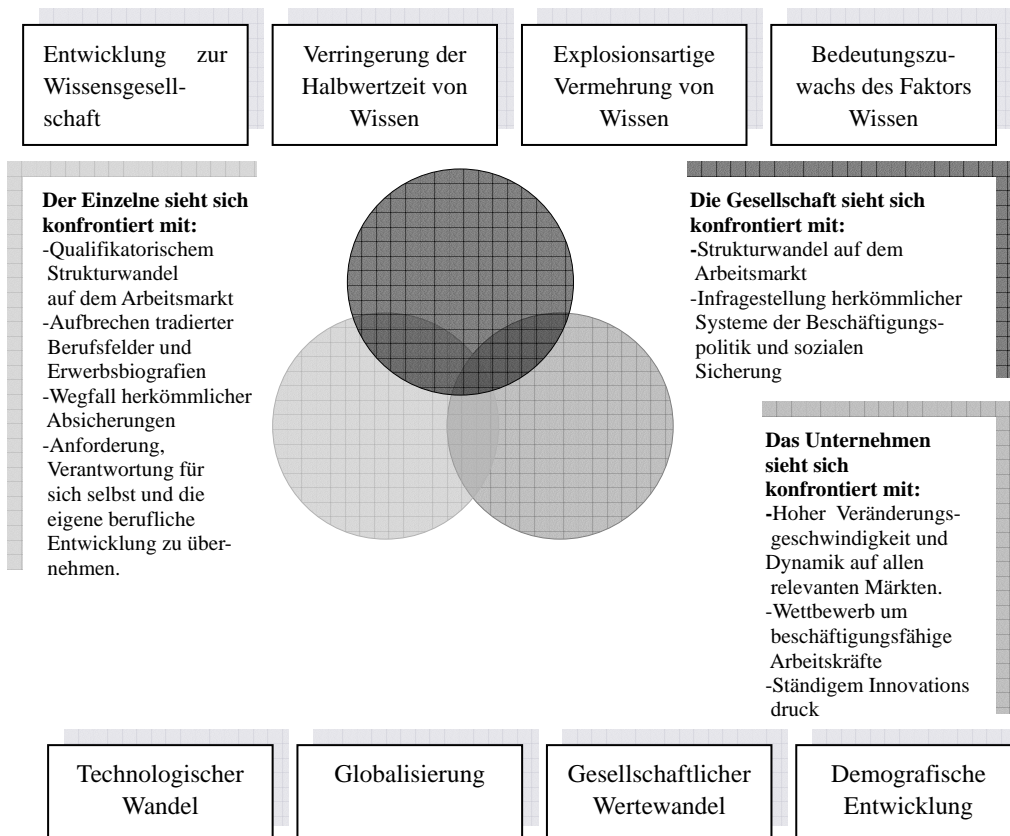 Entwicklung zur
Wissensgesell-
schaft
Verringerung der
Halbwertzeit von
Wissen
Explosionsartige
Vermehrung von
Wissen
Bedeutungszu-
wachs des Faktors
Wissen
Der Einzelne sieht sich
konfrontiert mit:
-Qualifikatorischem
Strukturwandel
auf dem Arbeitsmarkt
-Aufbrechen tradierter
Berufsfelder und
Erwerbsbiografien
-Wegfall herkömmlicher
Absicherungen
-Anforderung,
Verantwortung für
sich selbst und die
eigene berufliche
Entwicklung zu über-
nehmen.
Die Gesellschaft sieht sich
konfrontiert mit:
-Strukturwandel auf dem
Arbeitsmarkt
-Infragestellung herkömmlicher
Systeme der Beschäftigungs-
politik und sozialen
Sicherung
Das Unternehmen
sieht sich
konfrontiert mit:
-Hoher Veränderungs-
geschwindigkeit und
Dynamik auf allen
relevanten Märkten.
-Wettbewerb um
beschäftigungsfähige
Arbeitskräfte
-Ständigem Innovations
druck
Technologischer
Wandel
Globalisierung
Gesellschaftlicher
Wertewandel
Demografische
Entwicklung